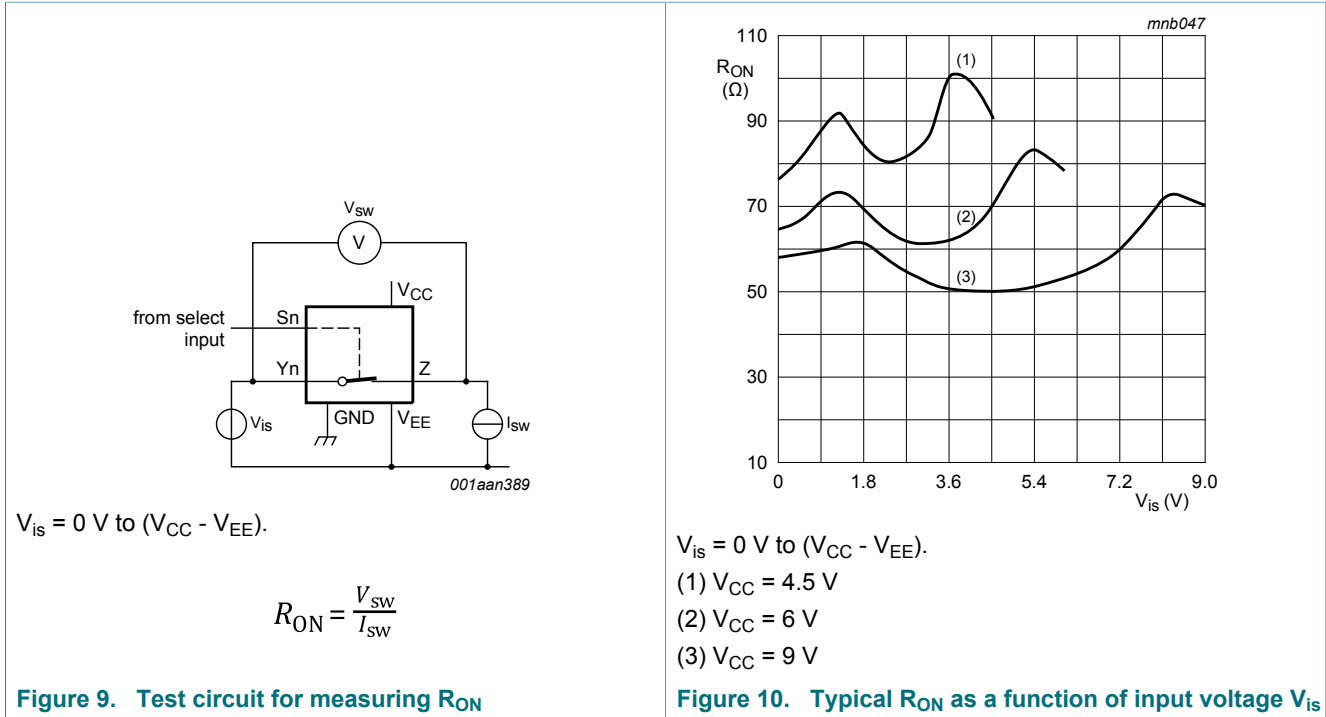 V_sw
V
V_CC
from select
input
Sn
Yn
Z
V_is
GND
V_EE
I_sw
001aan389
V_is = 0 V to (V_CC - V_EE).
R_ON = V_sw / I_sw
Figure 9. Test circuit for measuring R_ON
mnb047
R_ON
(Ω)
110
90
70
50
30
10
(1)
(2)
(3)
0 1.8 3.6 5.4 7.2 9.0
V_is (V)
V_is = 0 V to (V_CC - V_EE).
(1) V_CC = 4.5 V
(2) V_CC = 6 V
(3) V_CC = 9 V
Figure 10. Typical R_ON as a function of input voltage V_is